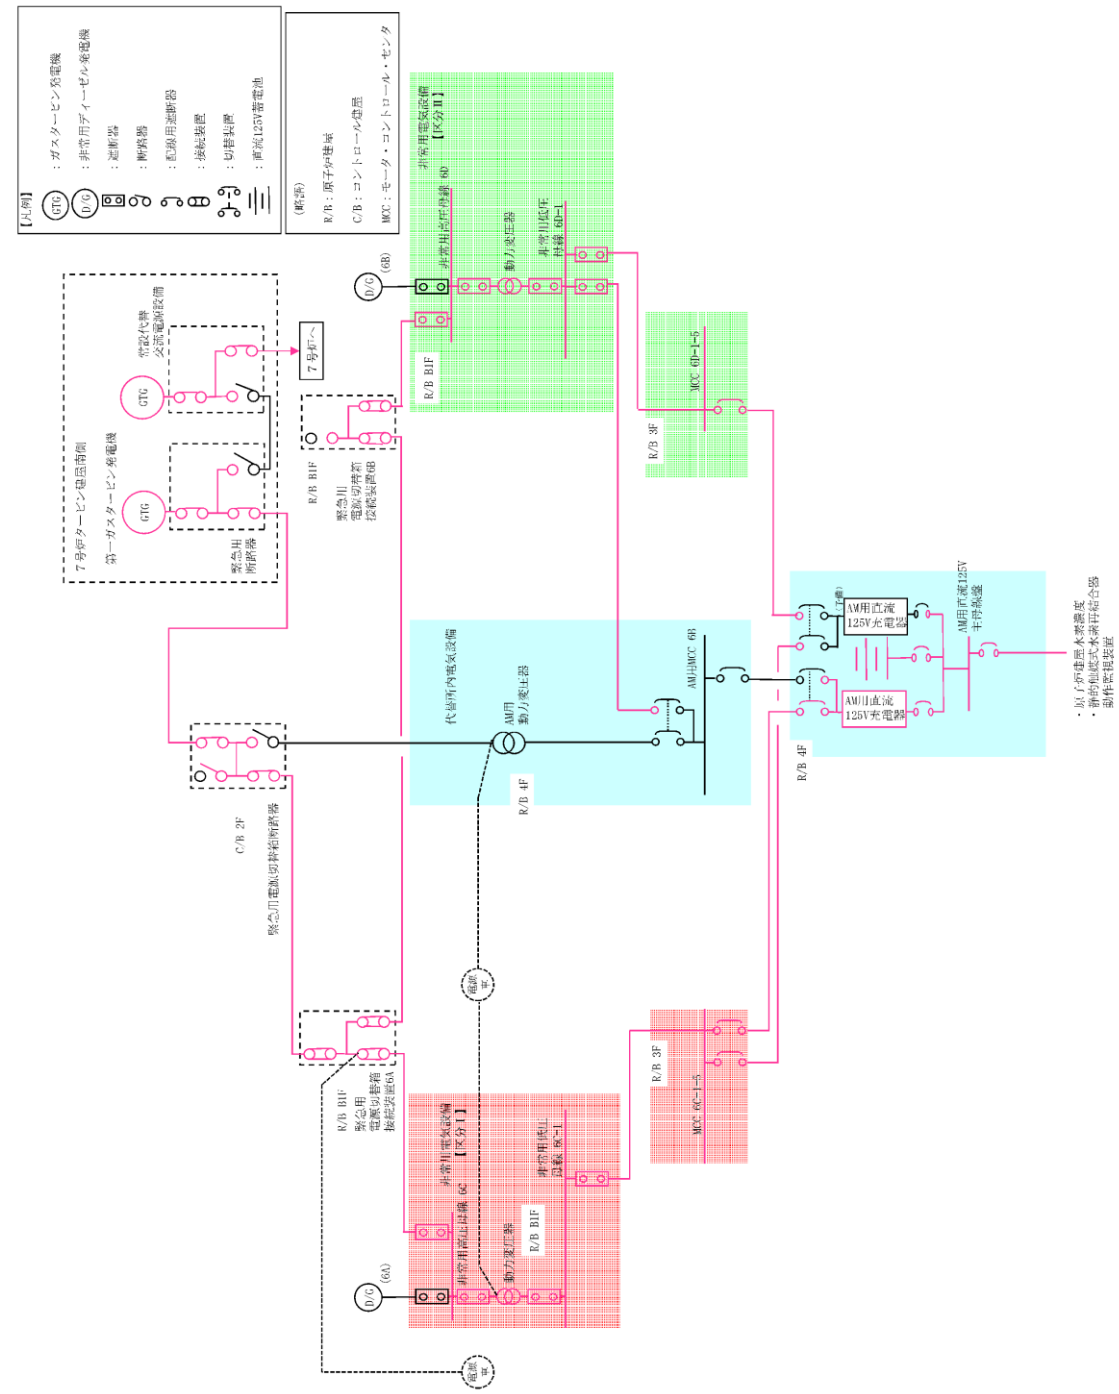 【凡例】
GTG
：ガスタービン発電機
D/G
：非常用ディーゼル発電機
：遮断器
：断路器
：配線用遮断器
：接続装置
：切替装置
：直流125V蓄電池
(略語)
R/B：原子炉建屋
C/B：コントロール建屋
MCC：モータ・コントロール・センタ
7号炉タービン建屋南側
常設代替
交流電源設備
GTG
7号炉へ
第一ガスタービン発電機
GTG
緊急用
断路器
R/B B1F
緊急用
電源切替箱
接続装置6B
D/G
(6B)
非常用電気設備
【区分Ⅱ】
非常用高圧母線 6D
動力変圧器
非常用低圧
母線 6D-1
R/B B1F
MCC 6D-1-5
R/B 3F
C/B 2F
緊急用電源切替箱断路器
代替所内電気設備
AM用
動力変圧器
AM用MCC 6B
R/B 4F
電源
車
(予備)
AM用直流
125V充電器
AM用直流
125V充電器
AM用直流125V
主母線盤
R/B 4F
・原子炉建屋水素濃度
・静的触媒式水素再結合器
動作監視装置
R/B B1F
緊急用
電源切替箱
接続装置6A
D/G
(6A)
非常用電気設備
【区分Ⅰ】
非常用高圧母線 6C
動力変圧器
R/B B1F
非常用低圧
母線 6C-1
R/B 3F
MCC 6C-1-5
電源
車